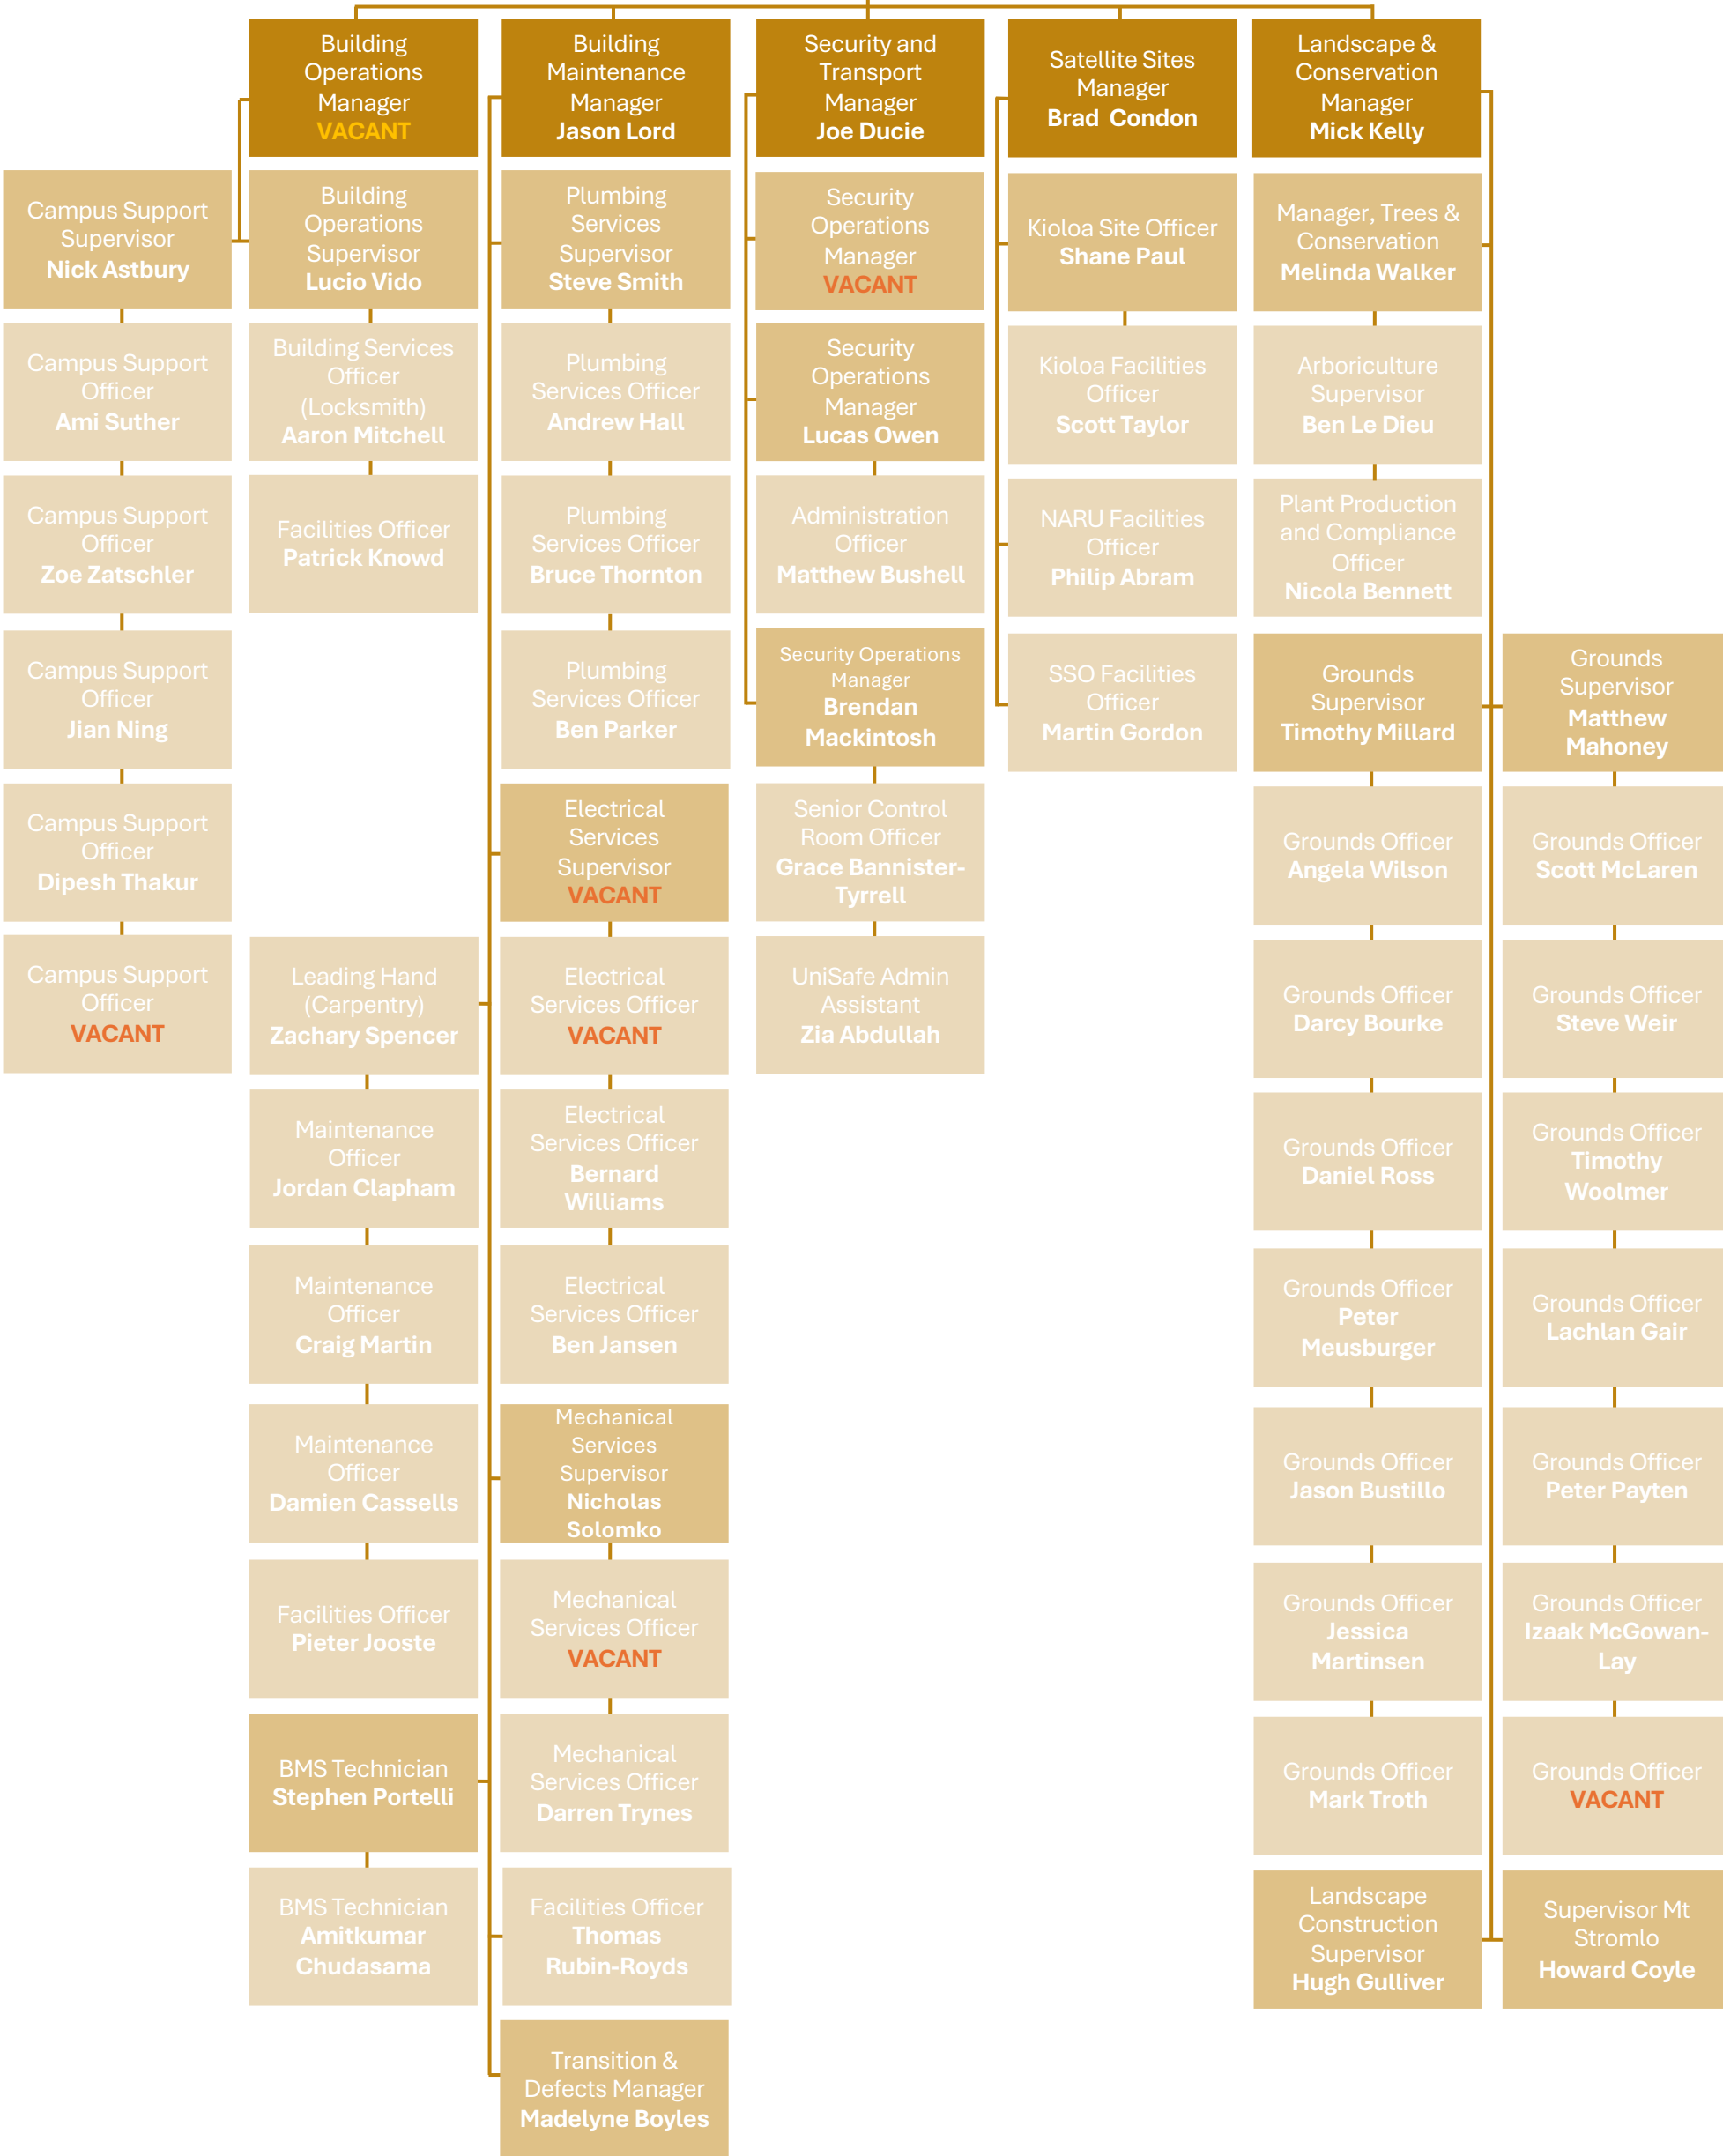 Building
Operations
Manager
VACANT
Building
Maintenance
Manager
Jason Lord
Security and
Transport
Manager
Joe Ducie
Satellite Sites
Manager
Brad Condon
Landscape &
Conservation
Manager
Mick Kelly
Campus Support
Supervisor
Nick Astbury
Building
Operations
Supervisor
Lucio Vido
Plumbing
Services
Supervisor
Steve Smith
Security
Operations
Manager
VACANT
Kioloa Site Officer
Shane Paul
Manager, Trees &
Conservation
Melinda Walker
Campus Support
Officer
Ami Suther
Building Services
Officer
(Locksmith)
Aaron Mitchell
Plumbing
Services Officer
Andrew Hall
Security
Operations
Manager
Lucas Owen
Kioloa Facilities
Officer
Scott Taylor
Arboriculture
Supervisor
Ben Le Dieu
Campus Support
Officer
Zoe Zatschler
Facilities Officer
Patrick Knowd
Plumbing
Services Officer
Bruce Thornton
Administration
Officer
Matthew Bushell
NARU Facilities
Officer
Philip Abram
Plant Production
and Compliance
Officer
Nicola Bennett
Campus Support
Officer
Jian Ning
Plumbing
Services Officer
Ben Parker
Security Operations
Manager
Brendan
Mackintosh
SSO Facilities
Officer
Martin Gordon
Grounds
Supervisor
Timothy Millard
Grounds
Supervisor
Matthew
Mahoney
Campus Support
Officer
Dipesh Thakur
Electrical
Services
Supervisor
VACANT
Senior Control
Room Officer
Grace Bannister-
Tyrrell
Grounds Officer
Angela Wilson
Grounds Officer
Scott McLaren
Campus Support
Officer
VACANT
Leading Hand
(Carpentry)
Zachary Spencer
Electrical
Services Officer
VACANT
UniSafe Admin
Assistant
Zia Abdullah
Grounds Officer
Darcy Bourke
Grounds Officer
Steve Weir
Maintenance
Officer
Jordan Clapham
Electrical
Services Officer
Bernard
Williams
Grounds Officer
Daniel Ross
Grounds Officer
Timothy
Woolmer
Maintenance
Officer
Craig Martin
Electrical
Services Officer
Ben Jansen
Grounds Officer
Peter
Meusburger
Grounds Officer
Lachlan Gair
Maintenance
Officer
Damien Cassells
Mechanical
Services
Supervisor
Nicholas
Solomko
Grounds Officer
Jason Bustillo
Grounds Officer
Peter Payten
Facilities Officer
Pieter Jooste
Mechanical
Services Officer
VACANT
Grounds Officer
Jessica
Martinsen
Grounds Officer
Izaak McGowan-
Lay
BMS Technician
Stephen Portelli
Mechanical
Services Officer
Darren Trynes
Grounds Officer
Mark Troth
Grounds Officer
VACANT
BMS Technician
Amitkumar
Chudasama
Facilities Officer
Thomas
Rubin-Royds
Landscape
Construction
Supervisor
Hugh Gulliver
Supervisor Mt
Stromlo
Howard Coyle
Transition &
Defects Manager
Madelyne Boyles